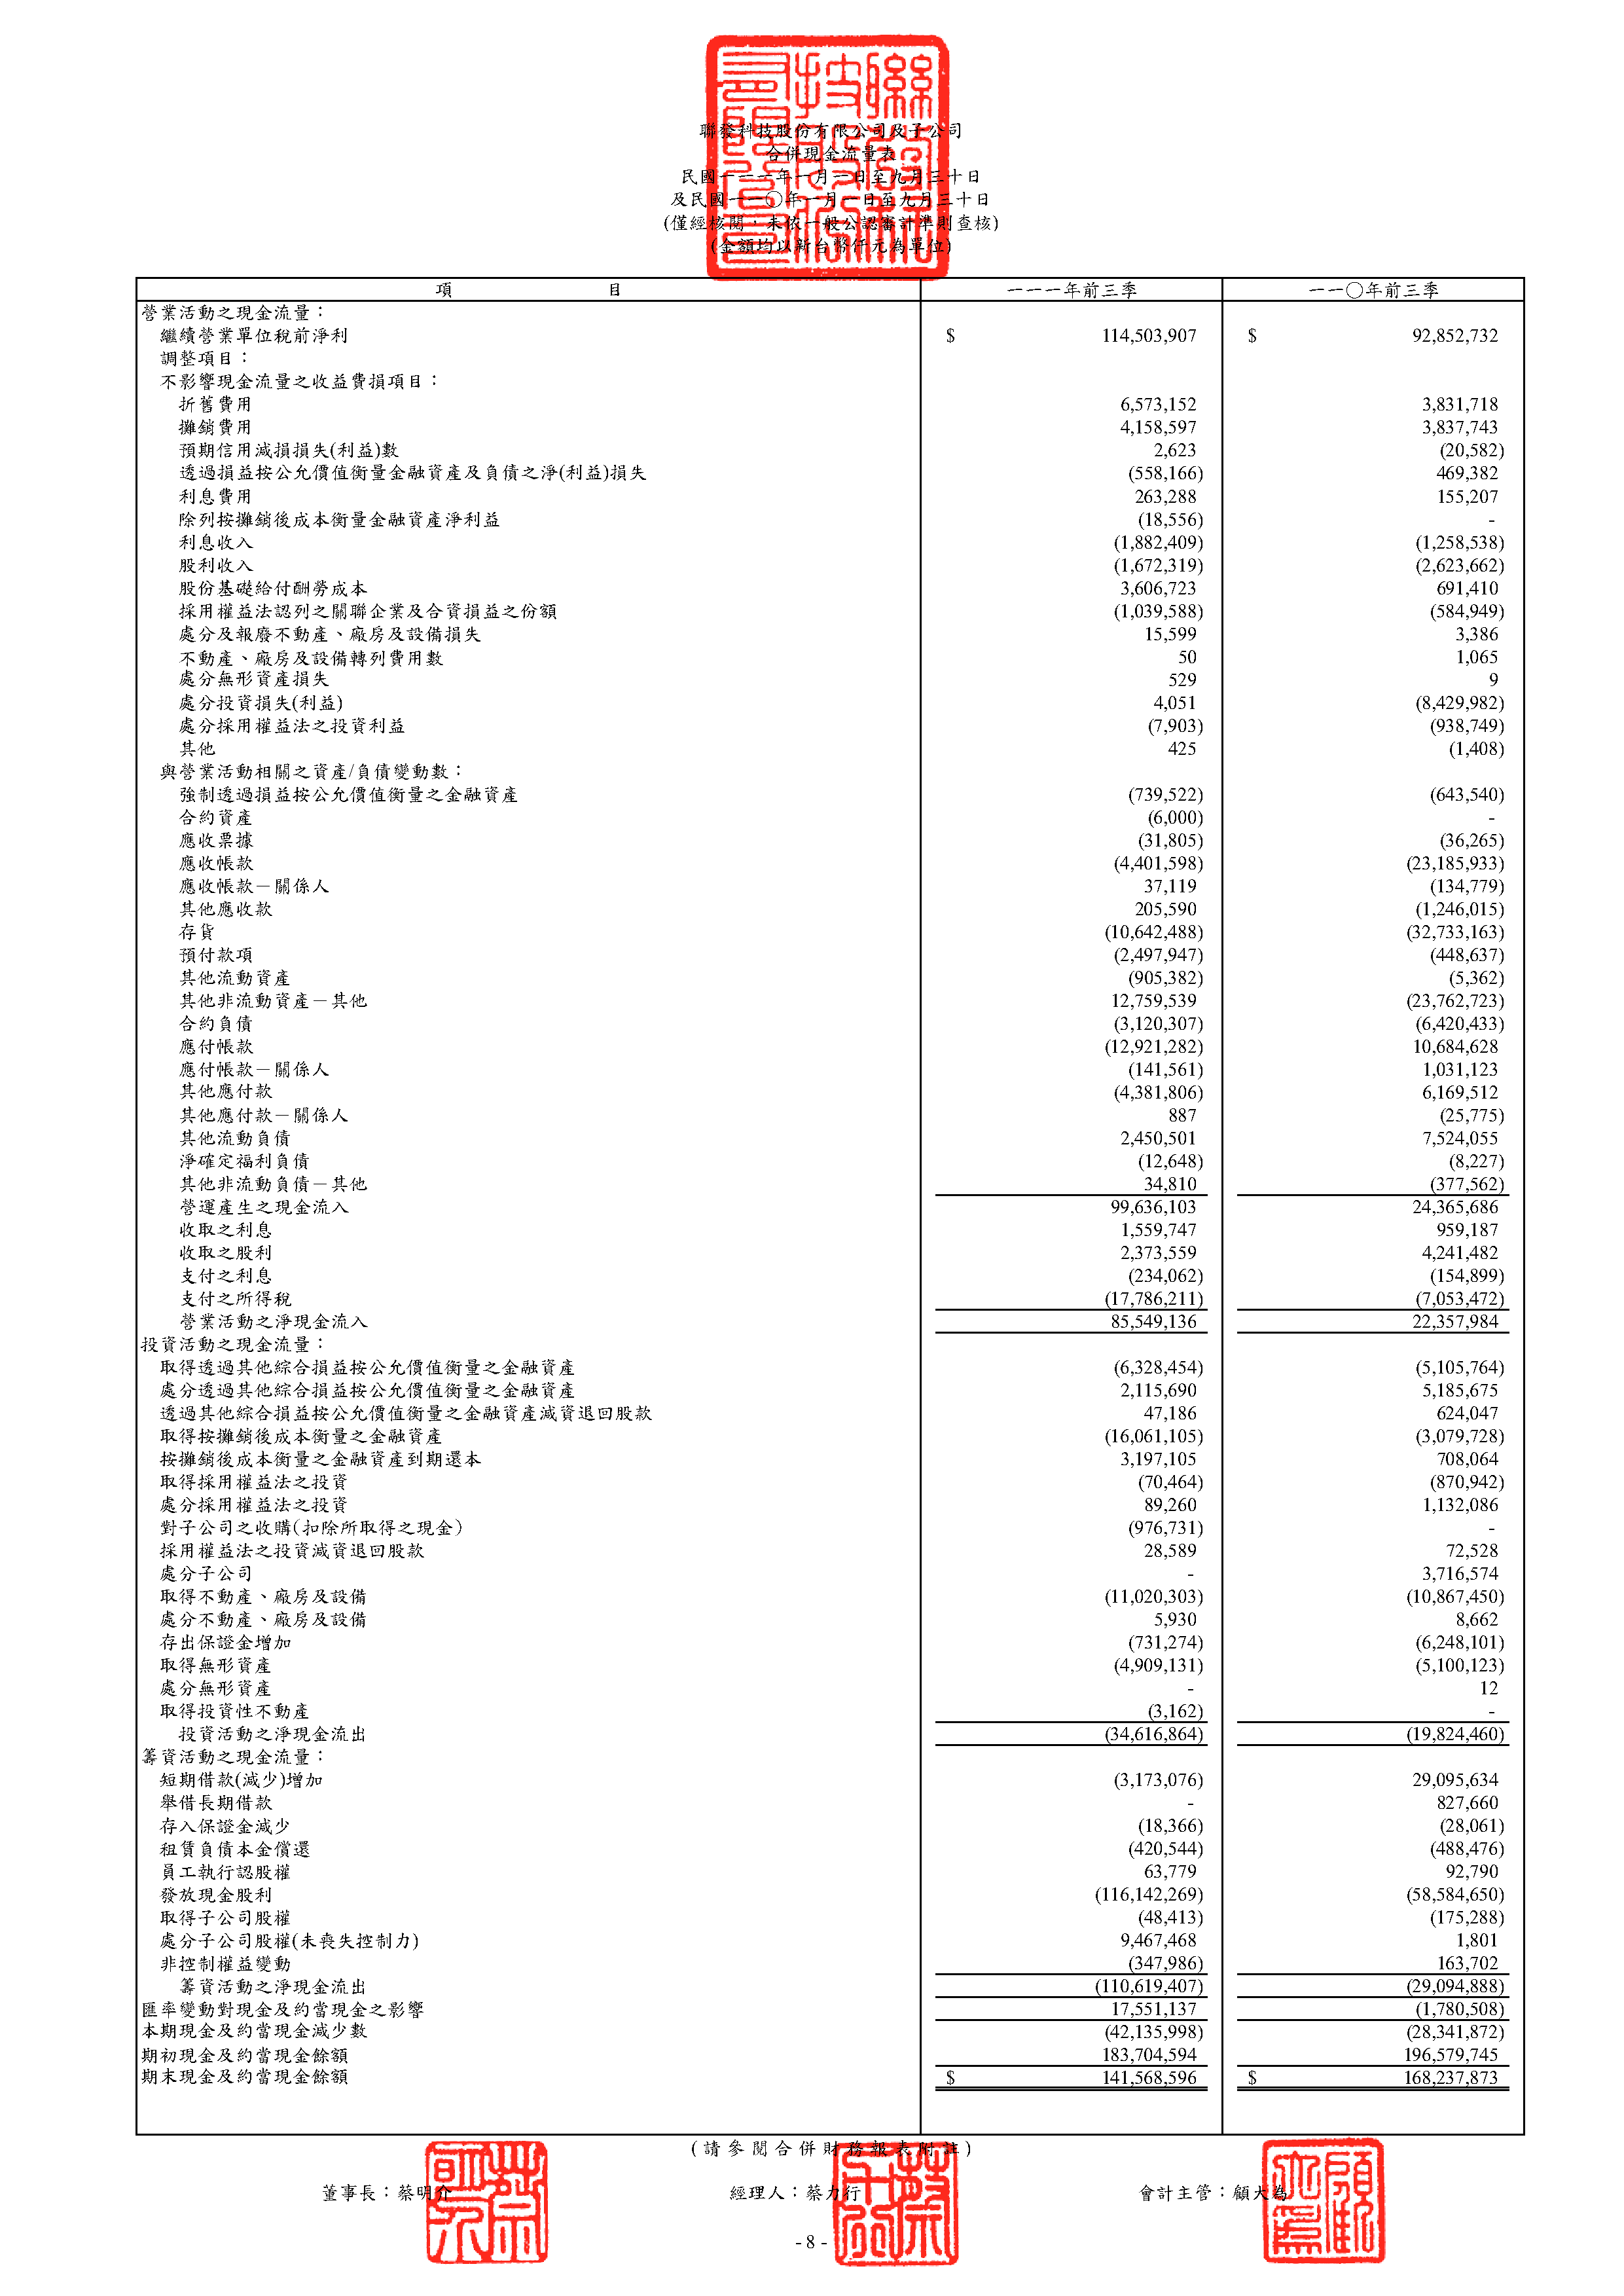 聯發科技股份有限公司及子公司
合併現金流量表
民國一一一年一月一日至九月三十日
及民國一一〇年一月一日至九月三十日
(僅經核閱，未依一般公認審計準則查核)
(金額均以新台幣仟元為單位)
項 目 一一一年前三季 一一〇年前三季
營業活動之現金流量：
繼續營業單位稅前淨利 $ 114,503,907 $ 92,852,732
調整項目：
不影響現金流量之收益費損項目：
折舊費用 6,573,152 3,831,718
攤銷費用 4,158,597 3,837,743
預期信用減損損失(利益)數 2,623 (20,582)
透過損益按公允價值衡量金融資產及負債之淨(利益)損失 (558,166) 469,382
利息費用 263,288 155,207
除列按攤銷後成本衡量金融資產淨利益 (18,556) -
利息收入 (1,882,409) (1,258,538)
股利收入 (1,672,319) (2,623,662)
股份基礎給付酬勞成本 3,606,723 691,410
採用權益法認列之關聯企業及合資損益之份額 (1,039,588) (584,949)
處分及報廢不動產、廠房及設備損失 15,599 3,386
不動產、廠房及設備轉列費用數 50 1,065
處分無形資產損失 529 9
處分投資損失(利益) 4,051 (8,429,982)
處分採用權益法之投資利益 (7,903) (938,749)
其他 425 (1,408)
與營業活動相關之資產/負債變動數：
強制透過損益按公允價值衡量之金融資產 (739,522) (643,540)
合約資產 (6,000) -
應收票據 (31,805) (36,265)
應收帳款 (4,401,598) (23,185,933)
應收帳款－關係人 37,119 (134,779)
其他應收款 205,590 (1,246,015)
存貨 (10,642,488) (32,733,163)
預付款項 (2,497,947) (448,637)
其他流動資產 (905,382) (5,362)
其他非流動資產－其他 12,759,539 (23,762,723)
合約負債 (3,120,307) (6,420,433)
應付帳款 (12,921,282) 10,684,628
應付帳款－關係人 (141,561) 1,031,123
其他應付款 (4,381,806) 6,169,512
其他應付款－關係人 887 (25,775)
其他流動負債 2,450,501 7,524,055
淨確定福利負債 (12,648) (8,227)
其他非流動負債－其他 34,810 (377,562)
營運產生之現金流入 99,636,103 24,365,686
收取之利息 1,559,747 959,187
收取之股利 2,373,559 4,241,482
支付之利息 (234,062) (154,899)
支付之所得稅 (17,786,211) (7,053,472)
營業活動之淨現金流入 85,549,136 22,357,984
投資活動之現金流量：
取得透過其他綜合損益按公允價值衡量之金融資產 (6,328,454) (5,105,764)
處分透過其他綜合損益按公允價值衡量之金融資產 2,115,690 5,185,675
透過其他綜合損益按公允價值衡量之金融資產減資退回股款 47,186 624,047
取得按攤銷後成本衡量之金融資產 (16,061,105) (3,079,728)
按攤銷後成本衡量之金融資產到期還本 3,197,105 708,064
取得採用權益法之投資 (70,464) (870,942)
處分採用權益法之投資 89,260 1,132,086
對子公司之收購(扣除所取得之現金) (976,731) -
採用權益法之投資減資退回股款 28,589 72,528
處分子公司 - 3,716,574
取得不動產、廠房及設備 (11,020,303) (10,867,450)
處分不動產、廠房及設備 5,930 8,662
存出保證金增加 (731,274) (6,248,101)
取得無形資產 (4,909,131) (5,100,123)
處分無形資產 - 12
取得投資性不動產 (3,162) -
投資活動之淨現金流出 (34,616,864) (19,824,460)
籌資活動之現金流量：
短期借款(減少)增加 (3,173,076) 29,095,634
舉借長期借款 - 827,660
存入保證金減少 (18,366) (28,061)
租賃負債本金償還 (420,544) (488,476)
員工執行認股權 63,779 92,790
發放現金股利 (116,142,269) (58,584,650)
取得子公司股權 (48,413) (175,288)
處分子公司股權(未喪失控制力) 9,467,468 1,801
非控制權益變動 (347,986) 163,702
籌資活動之淨現金流出 (110,619,407) (29,094,888)
匯率變動對現金及約當現金之影響 17,551,137 (1,780,508)
本期現金及約當現金減少數 (42,135,998) (28,341,872)
期初現金及約當現金餘額 183,704,594 196,579,745
期末現金及約當現金餘額 $ 141,568,596 $ 168,237,873
(請參閱合併財務報表附註)
董事長：蔡明介 經理人：蔡力行 會計主管：顧大為
- 8 -